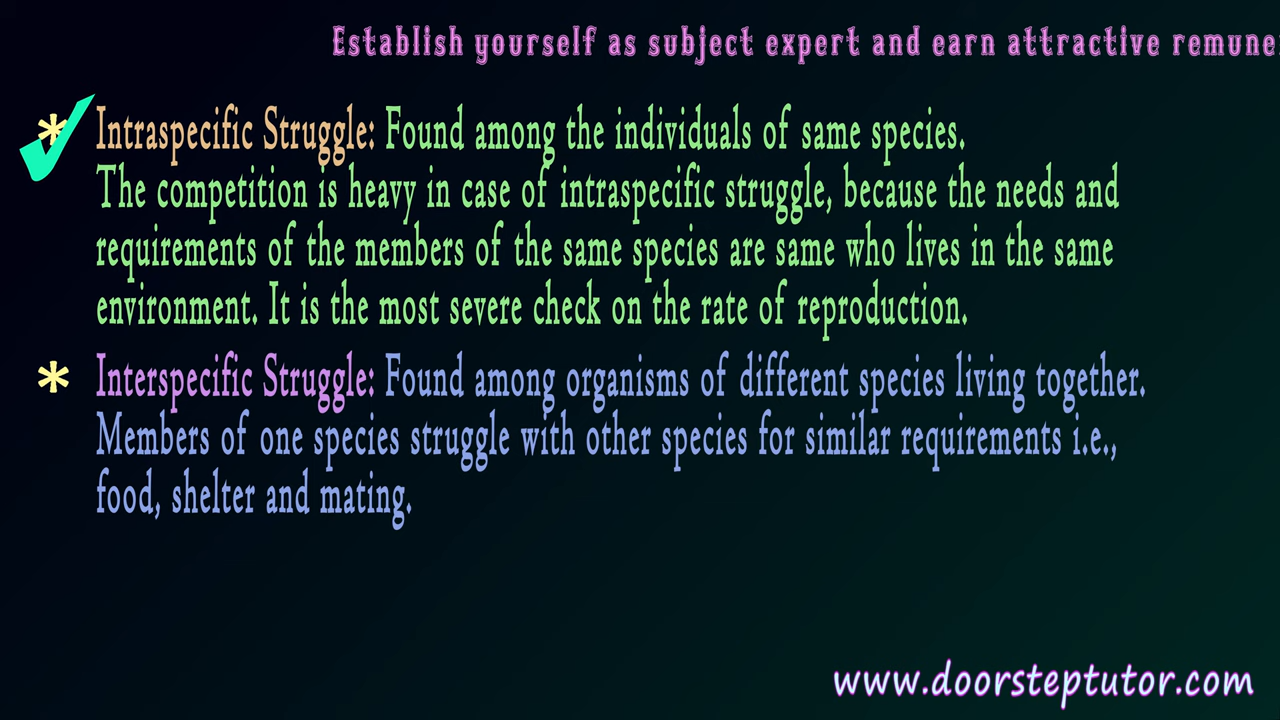 Establish yourself as subject expert and earn attractive
* Intraspecific Struggle: Found among the individuals of same species.
The competition is heavy in case of intraspecific struggle, because the needs and
requirements of the members of the same species are same who lives in the same
environment. It is the most severe check on the rate of reproduction.
* Interspecific Struggle: Found among organisms of different species living together.
Members of one species struggle with other species for similar requirements i.e.,
food, shelter and mating.
www.doorsteptutor.com